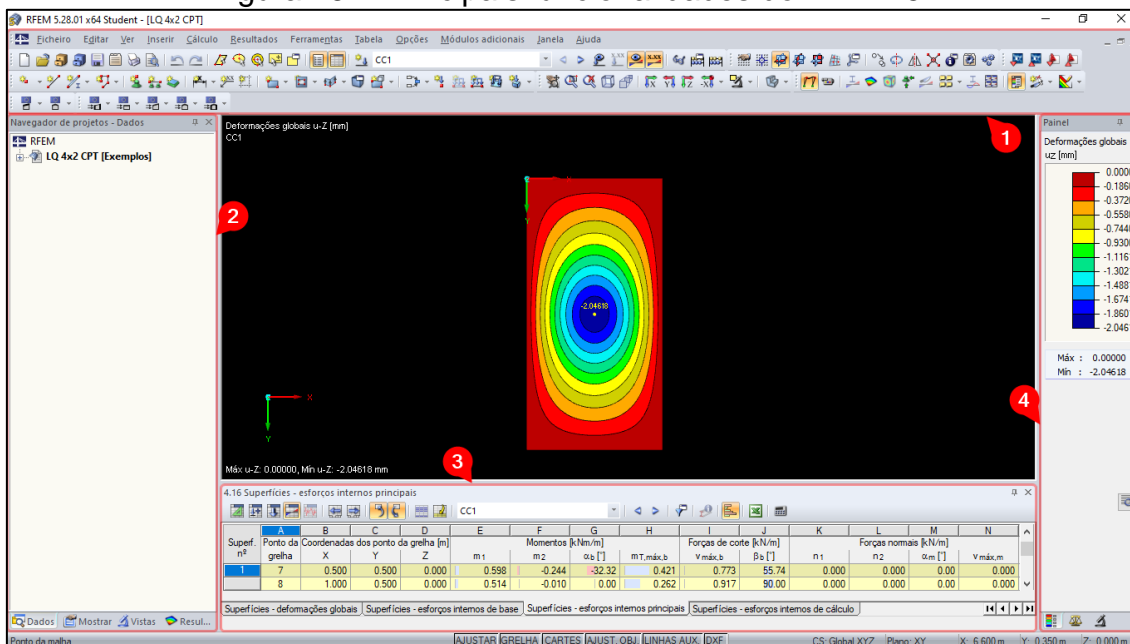 RFEM 5.28.01 x64 Student - [LQ 4x2 CPT]
Ficheiro Egitar Ver Inserir Cálculo Resultados Ferramentas Tabela Opções Módulos adicionais Janela Ajuda
CC1
Navegador de projetos - Dados
RFEM
LQ 4x2 CPT [Exemplos]
Deformações globais u-Z [mm]
CC1
1
2
X
Y
-2.04618
X
Y
Máx u-Z: 0.00000, Mín u-Z: -2.04618 mm
3
4
Painel
Deformações globais
uz [mm]
0.000
-0.186
-0.372
-0.558
-0.744
-0.930
-1.116
-1.302
-1.488
-1.674
-1.860
-2.046
Máx : 0.00000
Mín : -2.04618
4.16 Superfícies - esforços internos principais
CC1
A B C D E F G H I J K L M N
Superf. Ponto da Coordenadas dos ponto da grelha [m] Momentos [kNm/m] Forças de corte [kN/m] Forças normais [kN/m]
nº grelha X Y Z m1 m2 αb [°] mT,máx,b vmáx,b βb [°] n1 n2 αm [°] vmáx,m
1 7 0.500 0.500 0.000 0.598 -0.244 -32.32 0.421 0.773 55.74 0.000 0.000 0.00 0.000
8 1.000 0.500 0.000 0.514 -0.010 0.00 0.262 0.917 90.00 0.000 0.000 0.00 0.000
Superfícies - deformações globais Superfícies - esforços internos de base Superfícies - esforços internos principais Superfícies - esforços internos de cálculo
Dados Mostrar Vistas Resul...
Ponto da malha
AJUSTAR GRELHA CARTES AJUST. OBJ LINHAS AUX. DXF CS: Global XYZ Plano: XY X: 6.600 m Y: 0.350 m Z: 0.000 m